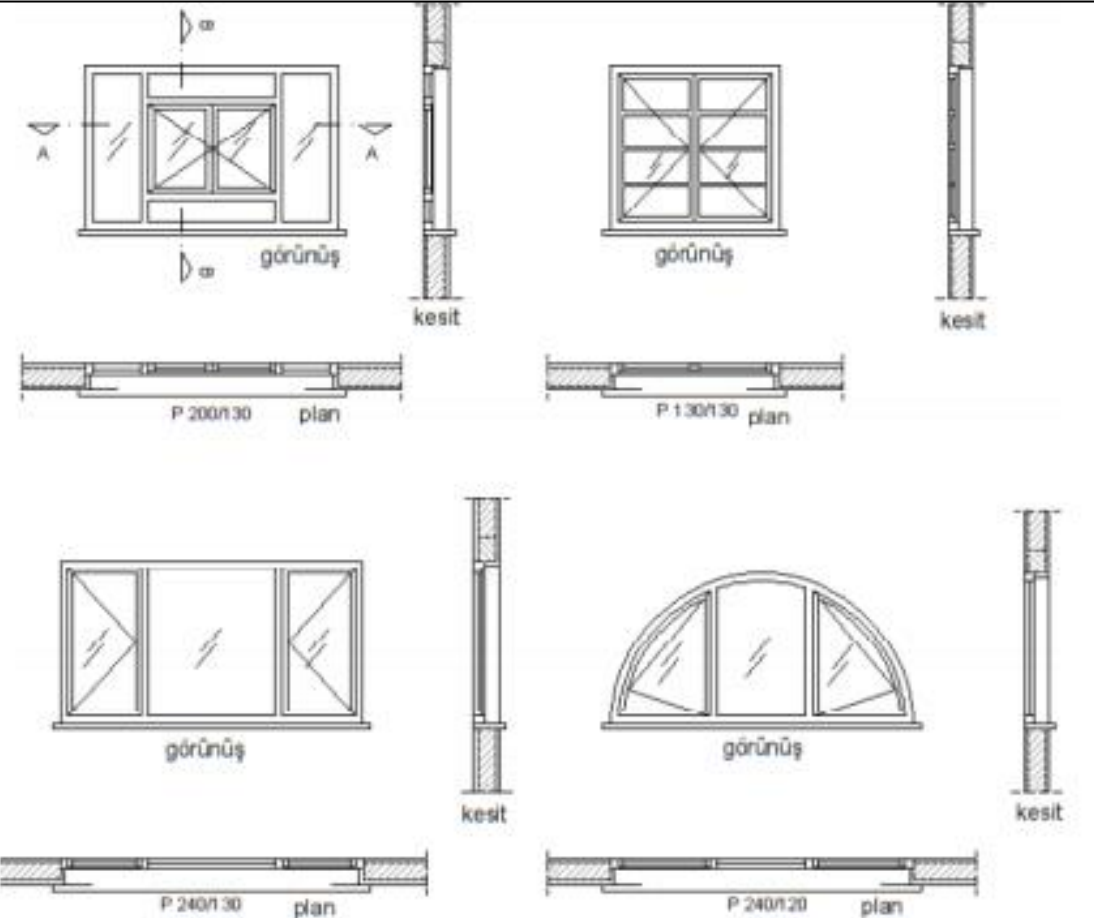 B
A A
görünüş görünüş
B
kesit kesit
P 200/130 plan P 130/130 plan
görünüş görünüş
kesit kesit
P 240/130 plan P 240/120 plan